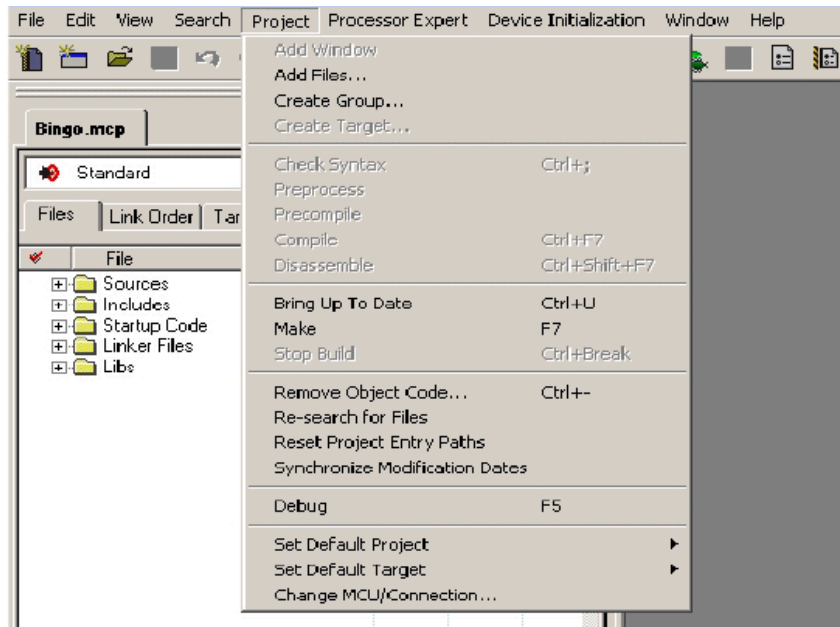 File Edit View Search Project Processor Expert Device Initialization Window Help
Bingo.mcp
Standard
Files Link Order Tar
File
Sources
Includes
Startup Code
Linker Files
Libs
Add Window
Add Files...
Create Group...
Create Target...
Check Syntax Ctrl+;
Preprocess
Precompile
Compile Ctrl+F7
Disassemble Ctrl+Shift+F7
Bring Up To Date Ctrl+U
Make F7
Stop Build Ctrl+Break
Remove Object Code... Ctrl+-
Re-search for Files
Reset Project Entry Paths
Synchronize Modification Dates
Debug F5
Set Default Project
Set Default Target
Change MCU/Connection...